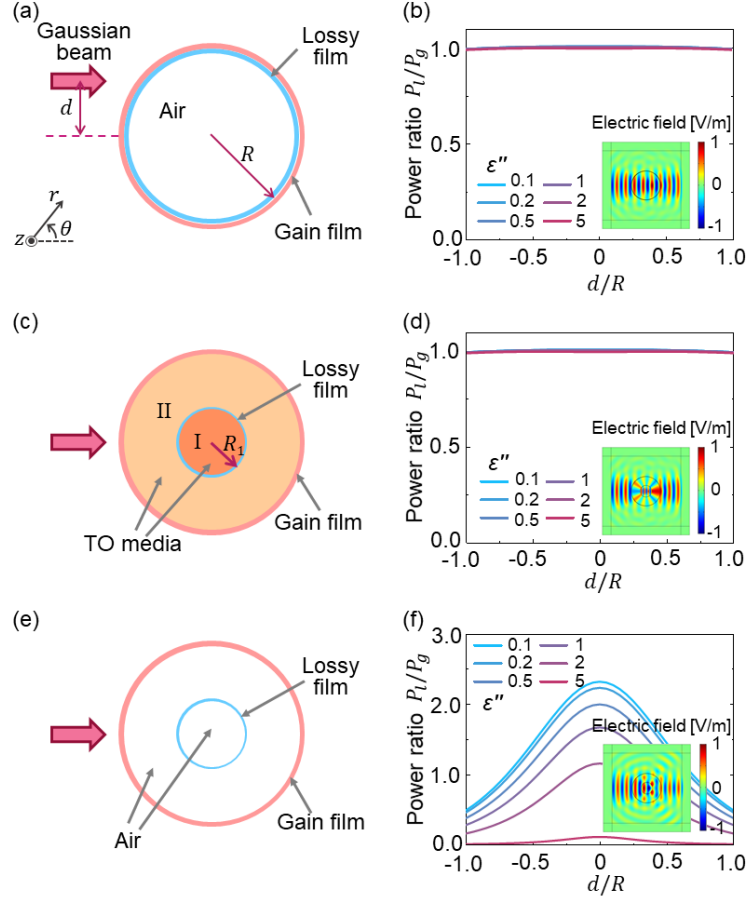 (a)
Gaussian
beam
Lossy
film
d
Air
R
r
z
θ
Gain film
(b)
Power ratio P_l/P_g
1.0
0.5
0.0
Electric field [V/m]
ε′′
0.1 1
0.2 2
0.5 5
1
0
-1
-1.0 -0.5 0 0.5 1.0
d/R
(c)
Lossy
film
II
I
R₁
Gain film
TO media
(d)
Power ratio P_l/P_g
1.0
0.5
0.0
Electric field [V/m]
ε′′
0.1 1
0.2 2
0.5 5
1
0
-1
-1.0 -0.5 0 0.5 1.0
d/R
(e)
Lossy
film
Gain film
Air
(f)
Power ratio P_l/P_g
3.0
2.0
1.0
0.0
0.1 1
0.2 2
0.5 5
ε′′
Electric field [V/m]
1
0
-1
-1.0 -0.5 0 0.5 1.0
d/R